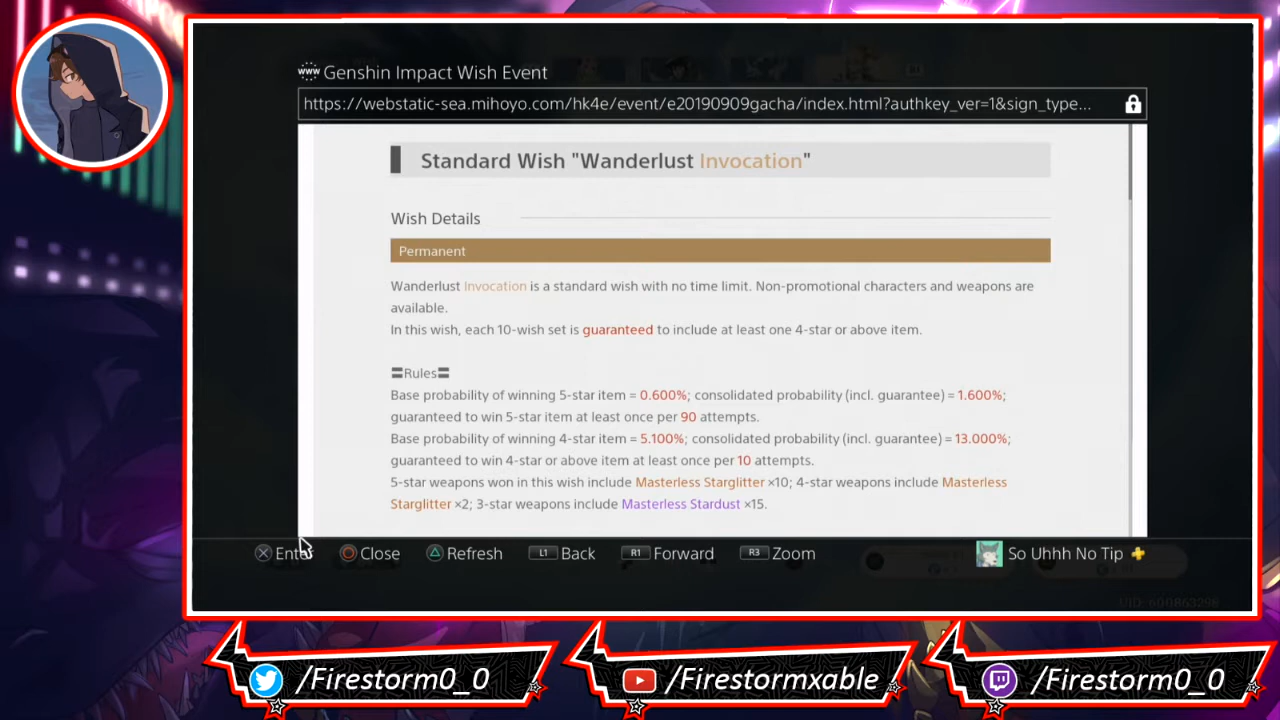 Genshin Impact Wish Event
https://webstatic-sea.mihoyo.com/hk4e/event/e20190909gacha/index.html?authkey_ver=1&sign_type...
Standard Wish "Wanderlust Invocation"
Wish Details
Permanent
Wanderlust Invocation is a standard wish with no time limit. Non-promotional characters and weapons are
available.
In this wish, each 10-wish set is guaranteed to include at least one 4-star or above item.
〓Rules〓
Base probability of winning 5-star item = 0.600%; consolidated probability (incl. guarantee) = 1.600%;
guaranteed to win 5-star item at least once per 90 attempts.
Base probability of winning 4-star item = 5.100%; consolidated probability (incl. guarantee) = 13.000%;
guaranteed to win 4-star or above item at least once per 10 attempts.
5-star weapons won in this wish include Masterless Starglitter ×10; 4-star weapons include Masterless
Starglitter ×2; 3-star weapons include Masterless Stardust ×15.
Enter Close Refresh L1 Back R1 Forward R3 Zoom So Uhhh No Tip
UID: 600863298
/Firestorm0_0 /Firestormxable /Firestorm0_0